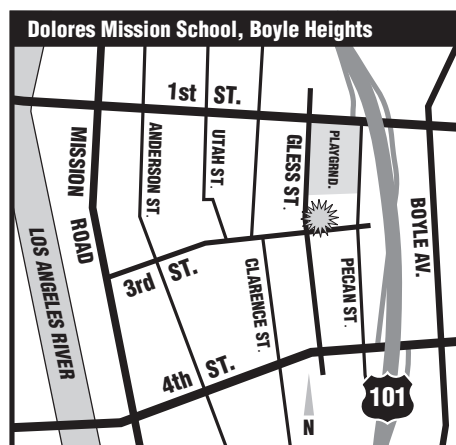 Dolores Mission School, Boyle Heights
1st ST.
MISSION ROAD
ANDERSON ST.
UTAH ST.
GLESS ST.
PLAYGRND.
BOYLE AV.
LOS ANGELES RIVER
3rd ST.
CLARENCE ST.
PECAN ST.
4th ST.
101
N